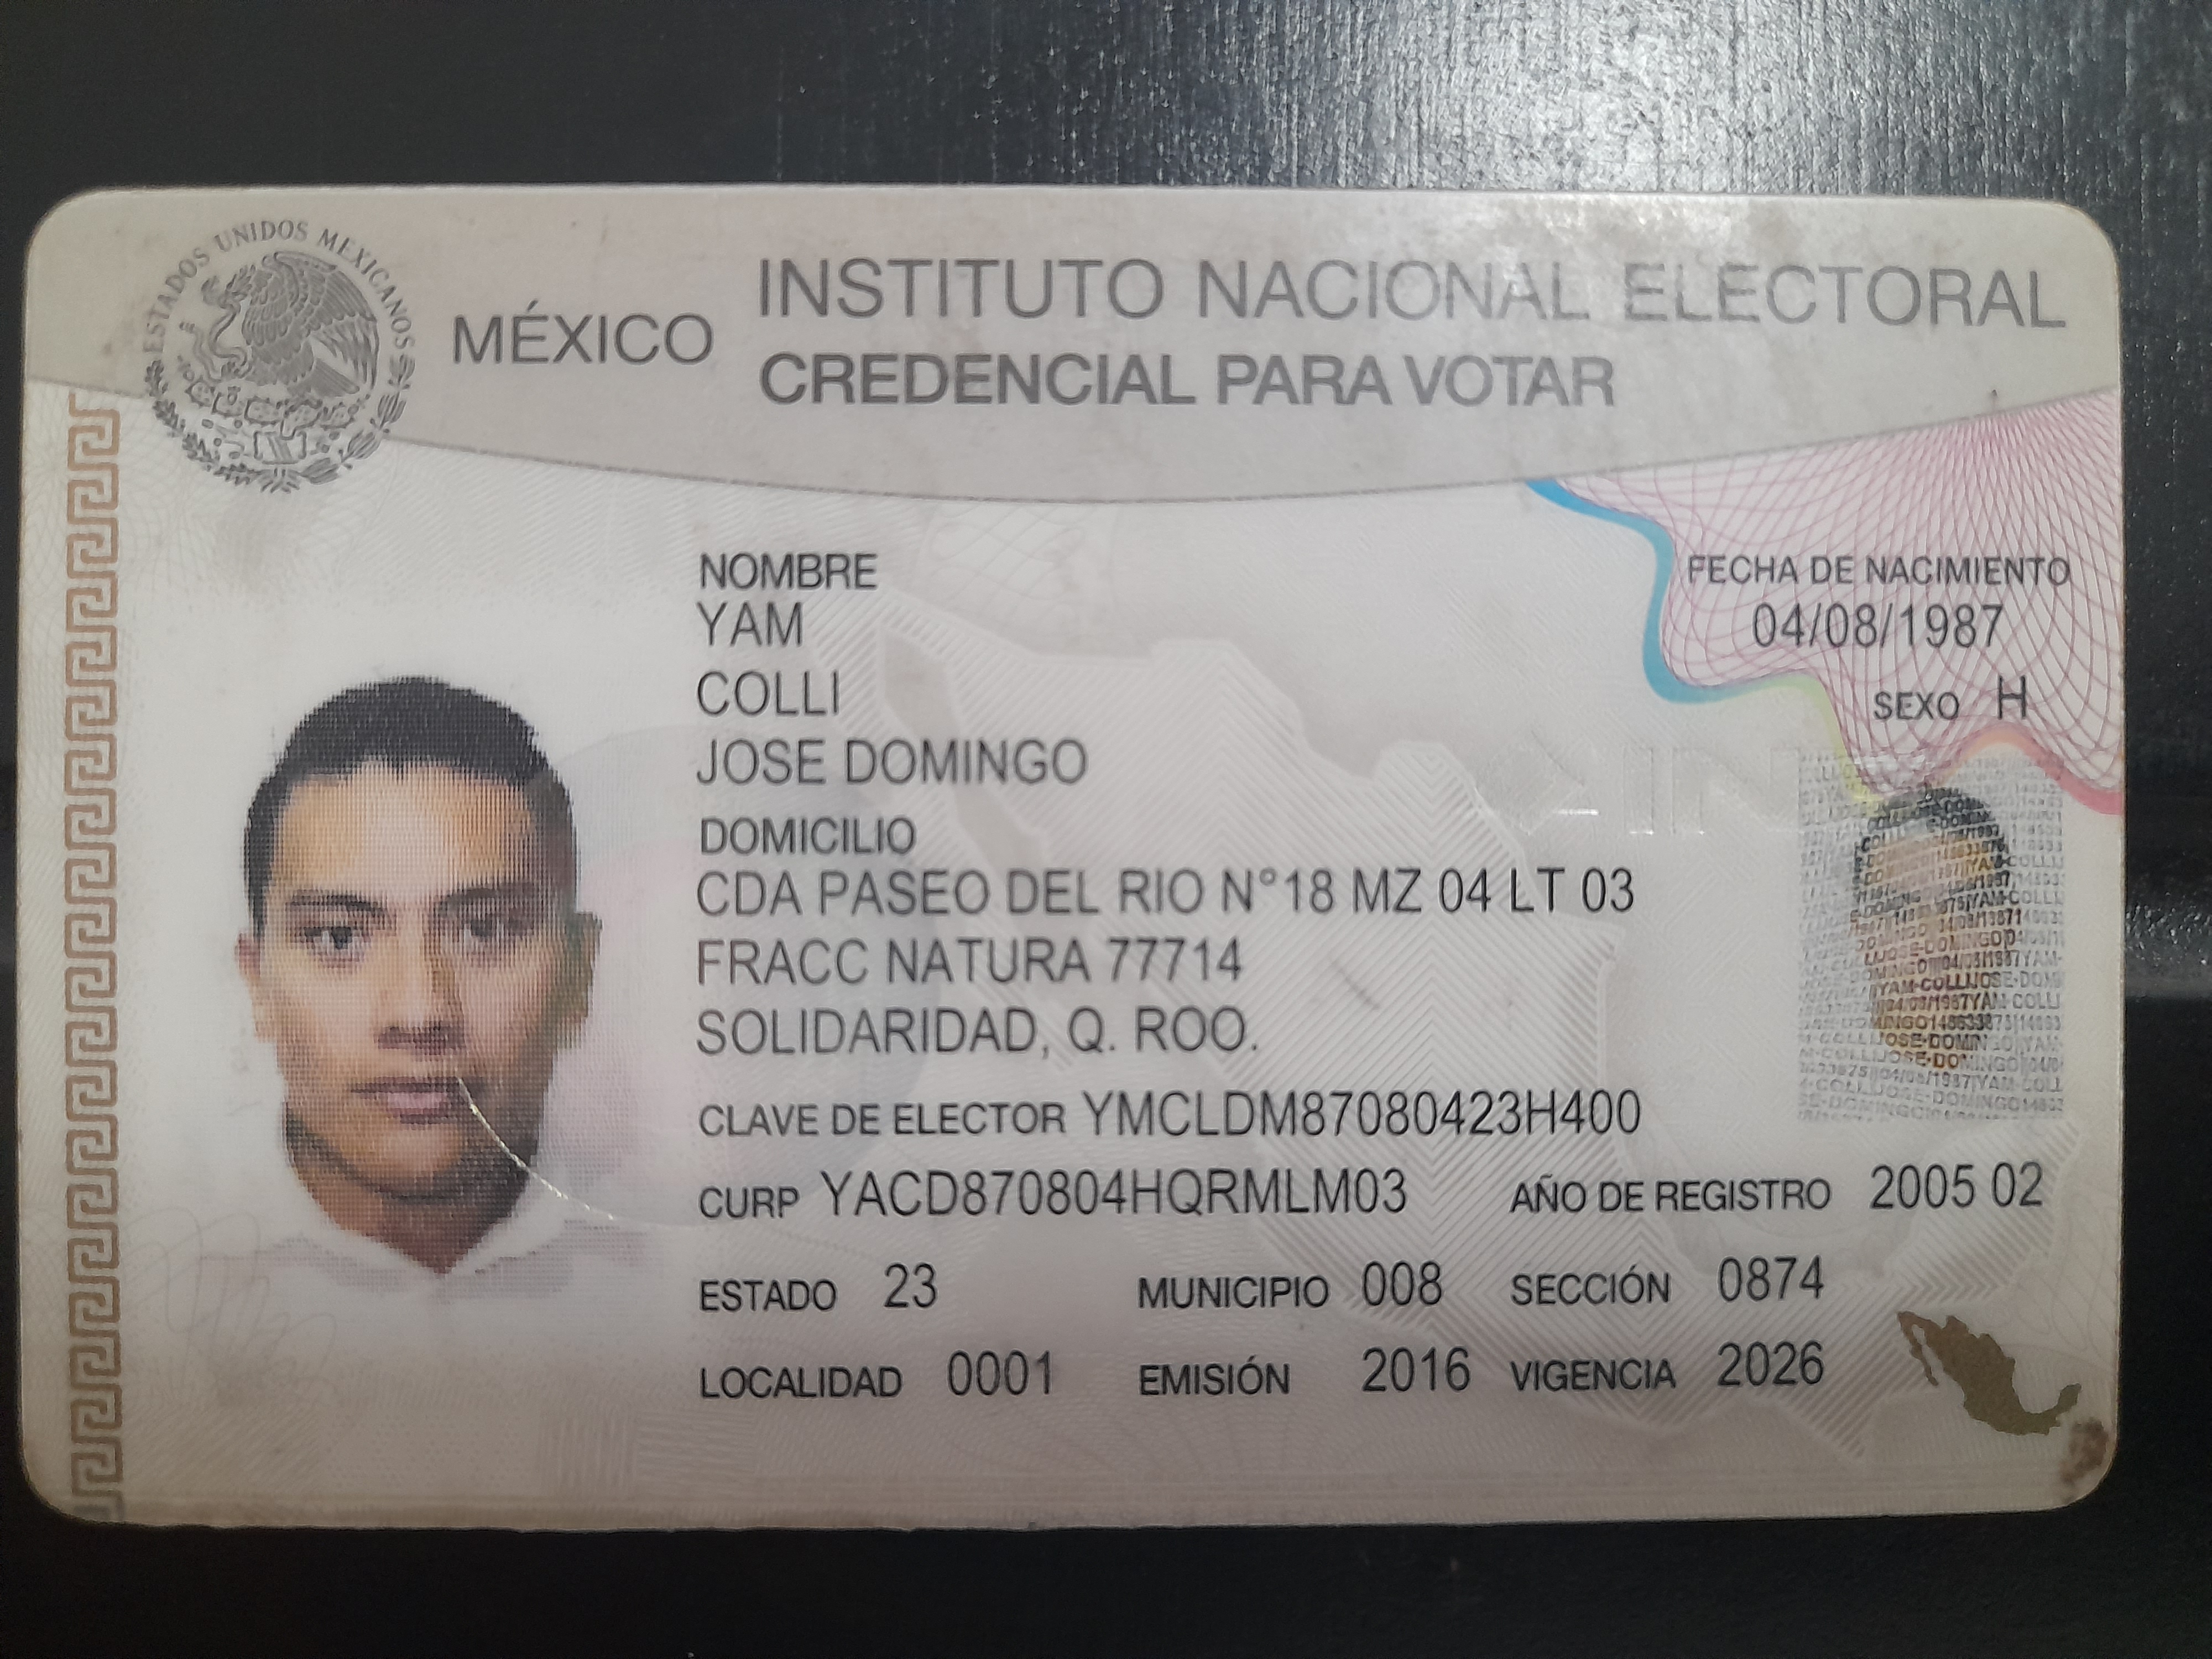 ESTADOS UNIDOS MEXICANOS
MÉXICO
INSTITUTO NACIONAL ELECTORAL
CREDENCIAL PARA VOTAR
NOMBRE
YAM
COLLI
JOSE DOMINGO
FECHA DE NACIMIENTO
04/08/1987
SEXO H
DOMICILIO
CDA PASEO DEL RIO N°18 MZ 04 LT 03
FRACC NATURA 77714
SOLIDARIDAD, Q. ROO.
CLAVE DE ELECTOR YMCLDM87080423H400
CURP YACD870804HQRMLM03 AÑO DE REGISTRO 2005 02
ESTADO 23 MUNICIPIO 008 SECCIÓN 0874
LOCALIDAD 0001 EMISIÓN 2016 VIGENCIA 2026